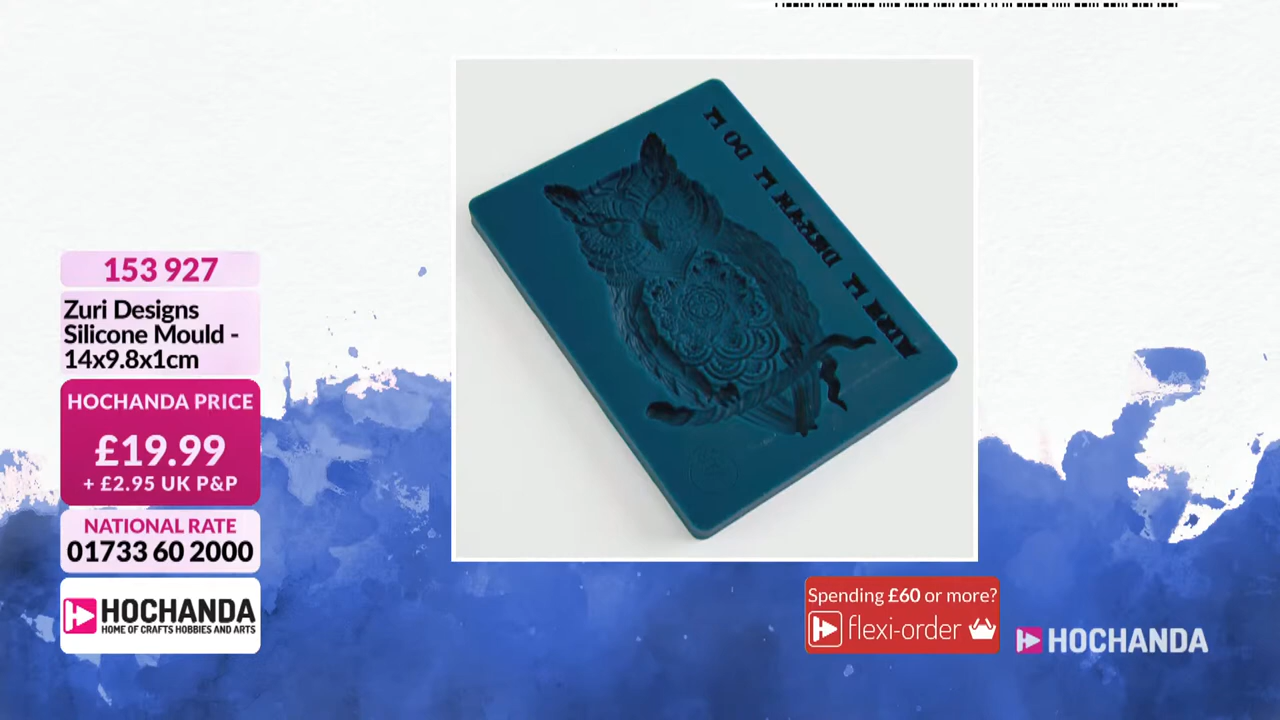 153 927
Zuri Designs
Silicone Mould -
14x9.8x1cm
HOCHANDA PRICE
£19.99
+ £2.95 UK P&P
NATIONAL RATE
01733 60 2000
HOCHANDA
HOME OF CRAFTS HOBBIES AND ARTS
Spending £60 or more?
flexi-order
HOCHANDA